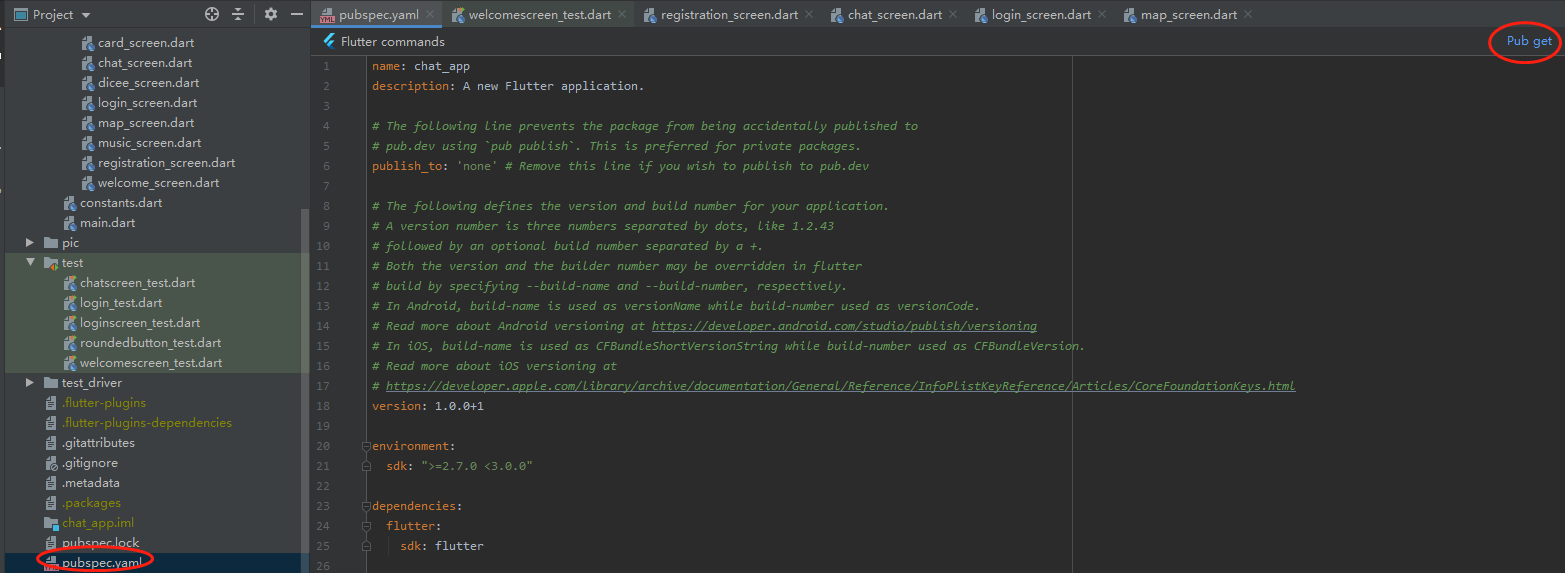 Project
pubspec.yaml
welcomescreen_test.dart
registration_screen.dart
chat_screen.dart
login_screen.dart
map_screen.dart
card_screen.dart
chat_screen.dart
dicee_screen.dart
login_screen.dart
map_screen.dart
music_screen.dart
registration_screen.dart
welcome_screen.dart
constants.dart
main.dart
pic
test
chatscreen_test.dart
login_test.dart
loginscreen_test.dart
roundedbutton_test.dart
welcomescreen_test.dart
test_driver
.flutter-plugins
.flutter-plugins-dependencies
.gitattributes
.gitignore
.metadata
.packages
chat_app.iml
pubspec.lock
pubspec.yaml
Flutter commands
Pub get
1 name: chat_app
2 description: A new Flutter application.
3
4 # The following line prevents the package from being accidentally published to
5 # pub.dev using `pub publish`. This is preferred for private packages.
6 publish_to: 'none' # Remove this line if you wish to publish to pub.dev
7
8 # The following defines the version and build number for your application.
9 # A version number is three numbers separated by dots, like 1.2.43
10 # followed by an optional build number separated by a +.
11 # Both the version and the builder number may be overridden in flutter
12 # build by specifying --build-name and --build-number, respectively.
13 # In Android, build-name is used as versionName while build-number used as versionCode.
14 # Read more about Android versioning at https://developer.android.com/studio/publish/versioning
15 # In iOS, build-name is used as CFBundleShortVersionString while build-number used as CFBundleVersion.
16 # Read more about iOS versioning at
17 # https://developer.apple.com/library/archive/documentation/General/Reference/InfoPlistKeyReference/Articles/CoreFoundationKeys.html
18 version: 1.0.0+1
19
20 environment:
21 sdk: ">=2.7.0 <3.0.0"
22
23 dependencies:
24 flutter:
25 sdk: flutter
26